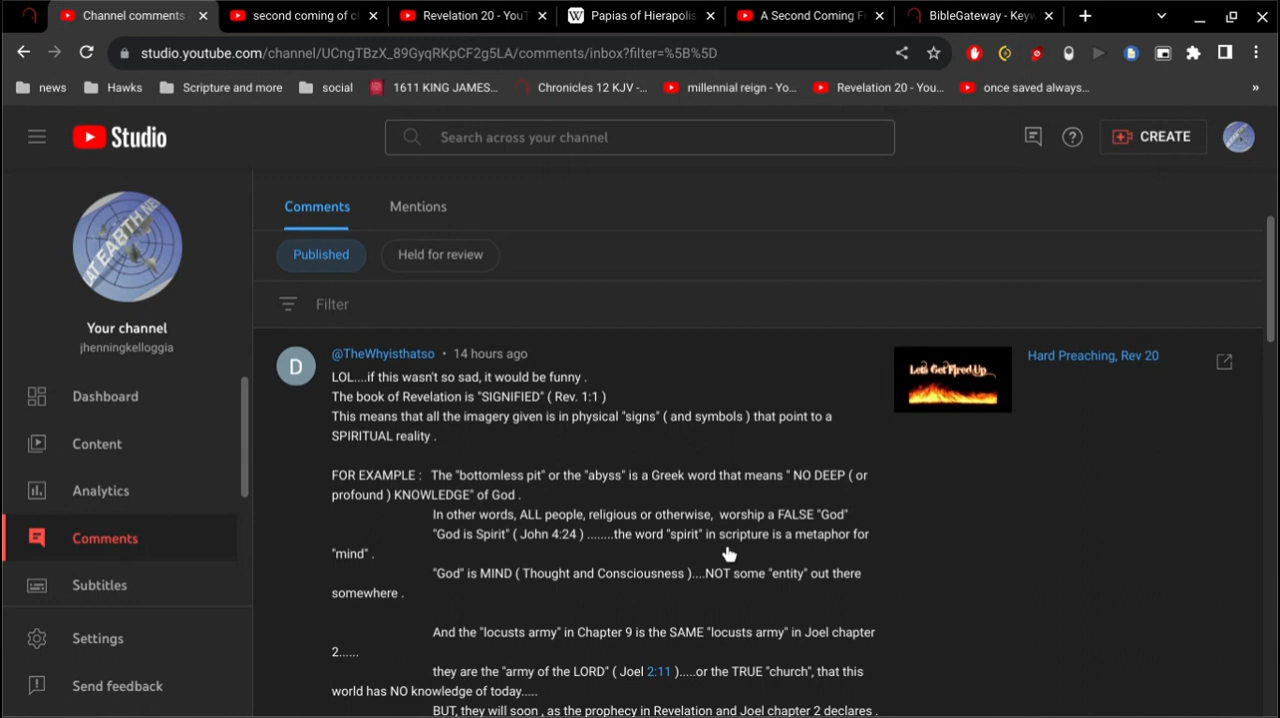 Channel comments
second coming of cl
Revelation 20 - YouT
Papias of Hierapolis
A Second Coming Fr
BibleGateway - Keyw
studio.youtube.com/channel/UCngTBzX_89GyqRKpCF2g5LA/comments/inbox?filter=%5B%5D
news
Hawks
Scripture and more
social
1611 KING JAMES...
Chronicles 12 KJV -...
millennial reign - Yo...
Revelation 20 - You...
once saved always...
»
Studio
Search across your channel
CREATE
Your channel
jhenningkelloggia
Dashboard
Content
Analytics
Comments
Subtitles
Settings
Send feedback
Comments
Mentions
Published
Held for review
Filter
D
@TheWhyisthatso • 14 hours ago
LOL....if this wasn't so sad, it would be funny .
The book of Revelation is "SIGNIFIED" ( Rev. 1:1 )
This means that all the imagery given is in physical "signs" ( and symbols ) that point to a
SPIRITUAL reality .
FOR EXAMPLE : The "bottomless pit" or the "abyss" is a Greek word that means " NO DEEP ( or
profound ) KNOWLEDGE" of God .
In other words, ALL people, religious or otherwise, worship a FALSE "God"
"God is Spirit" ( John 4:24 ) ........the word "spirit" in scripture is a metaphor for
"mind" .
"God" is MIND ( Thought and Consciousness )....NOT some "entity" out there
somewhere .
And the "locusts army" in Chapter 9 is the SAME "locusts army" in Joel chapter
2......
they are the "army of the LORD" ( Joel 2:11 ).....or the TRUE "church", that this
world has NO knowledge of today.....
BUT, they will soon , as the prophecy in Revelation and Joel chapter 2 declares .
Lets Get Fired Up
Hard Preaching, Rev 20